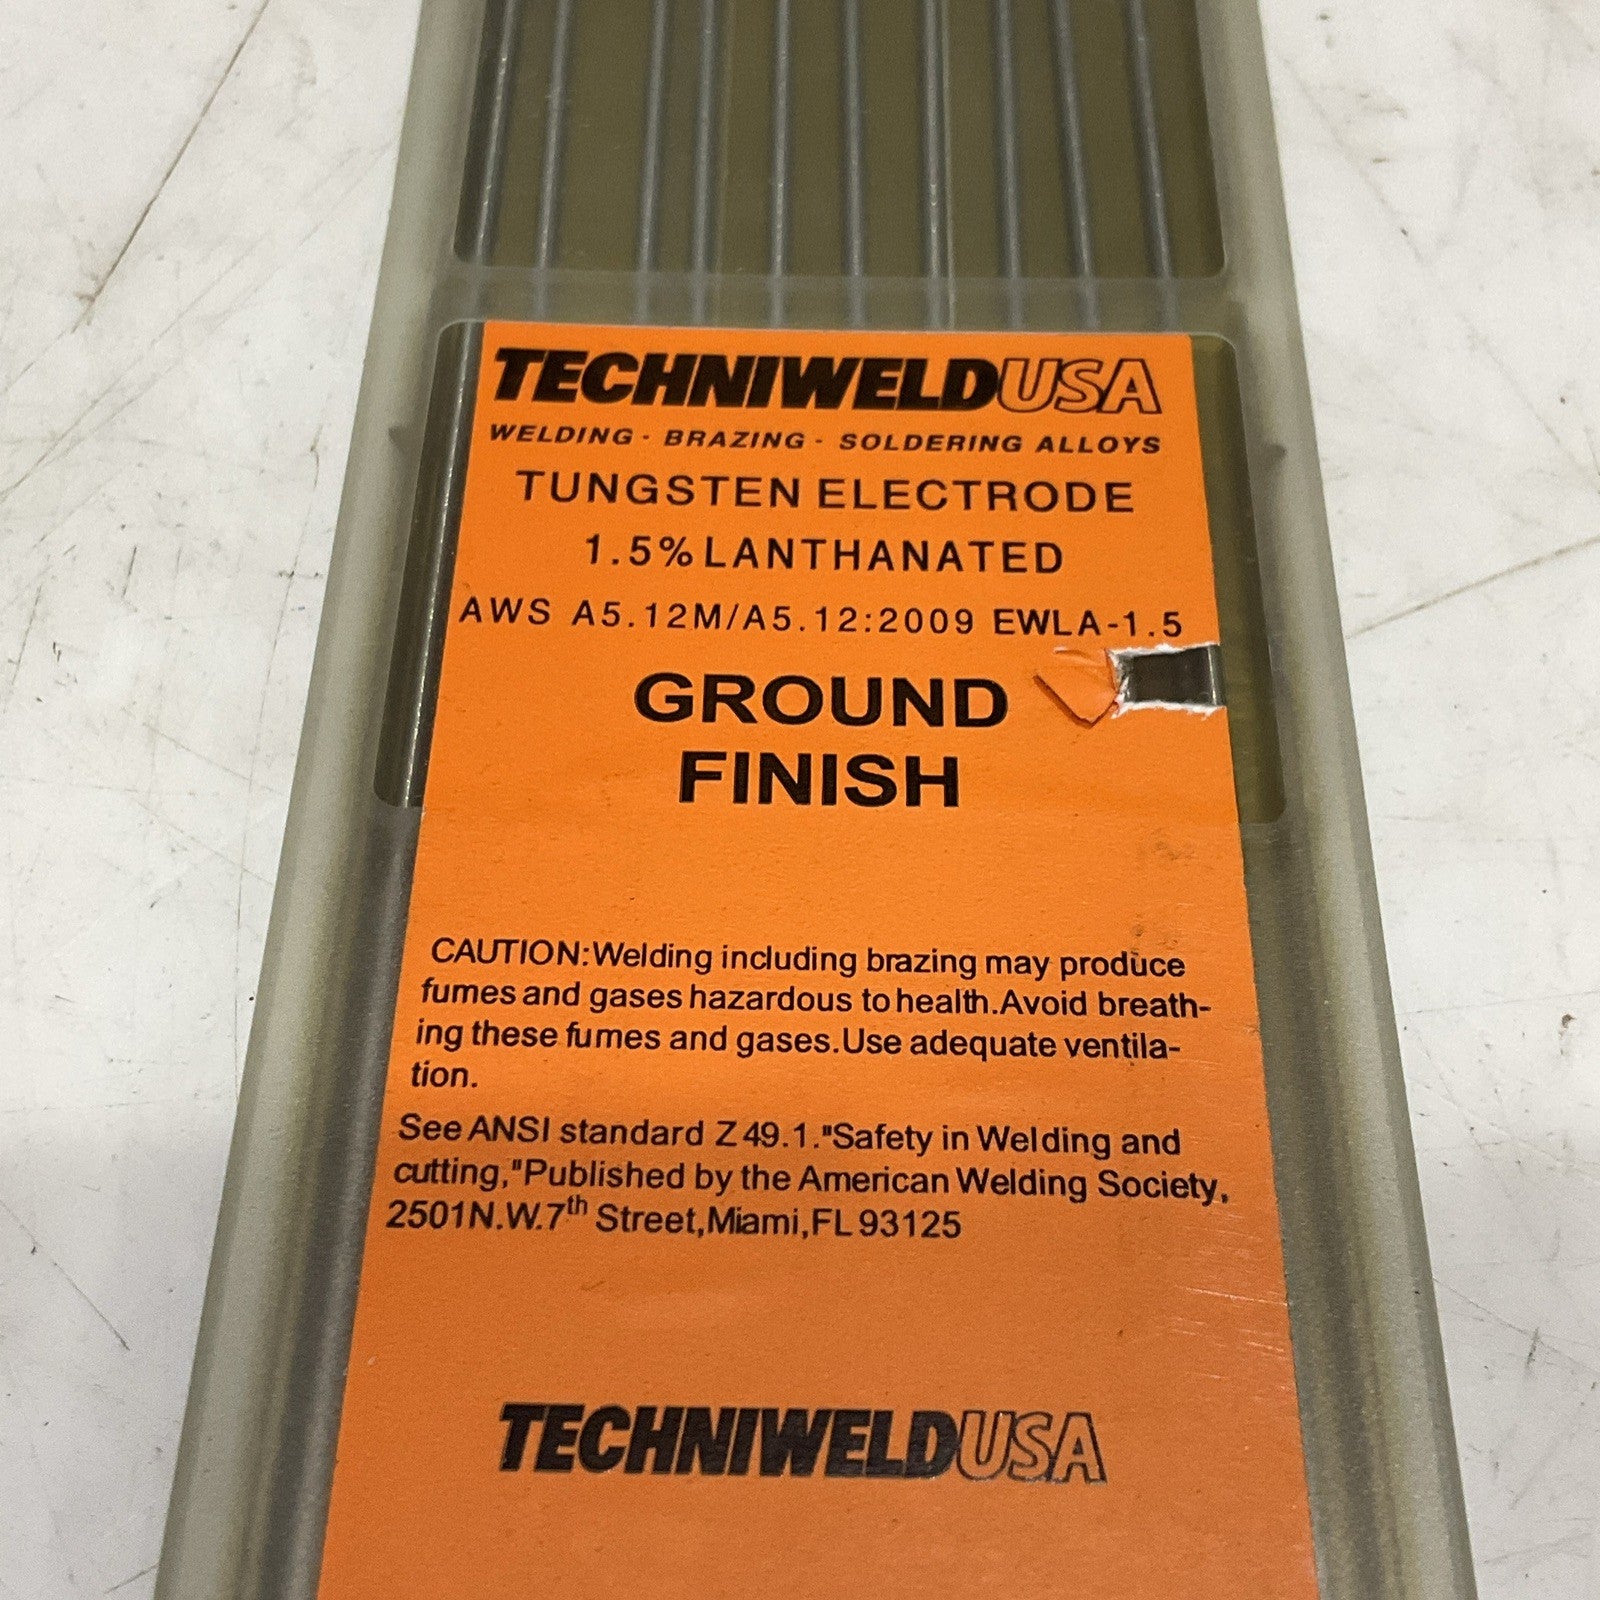 TECHNIWELDUSA
WELDING · BRAZING · SOLDERING ALLOYS
TUNGSTEN ELECTRODE
1.5% LANTHANATED
AWS A5.12M/A5.12:2009 EWLA-1.5
GROUND
FINISH
CAUTION:Welding including brazing may produce
fumes and gases hazardous to health.Avoid breath-
ing these fumes and gases.Use adequate ventila-
tion.
See ANSI standard Z 49.1."Safety in Welding and
cutting,"Published by the American Welding Society,
2501N.W.7th Street,Miami,FL 93125
TECHNIWELDUSA